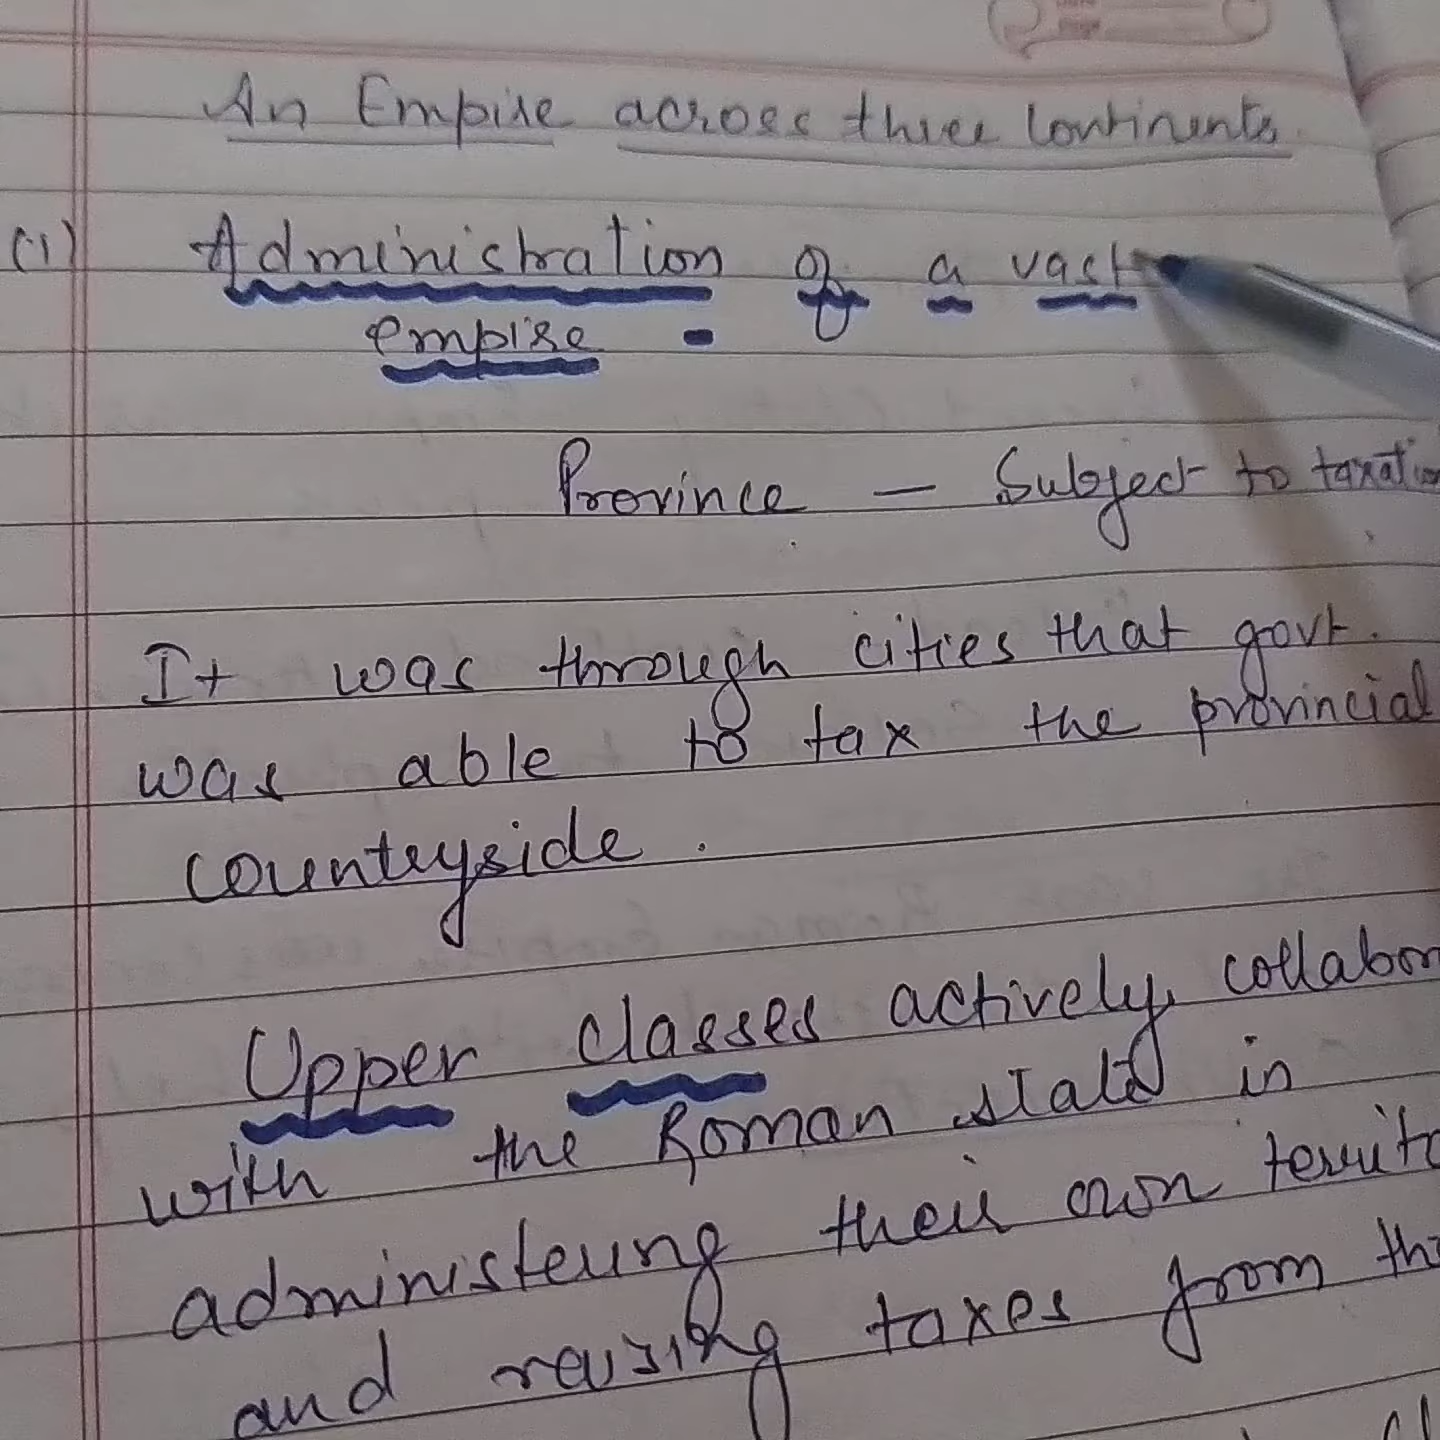 An Empire across three Continents
(1) Administration of a vast
empire -
Province - Subject to taxation
It was through cities that govt.
was able to tax the provincial
countryside .
Upper classes actively collabor
with the Roman state in
administering their own territo
and raising taxes from the